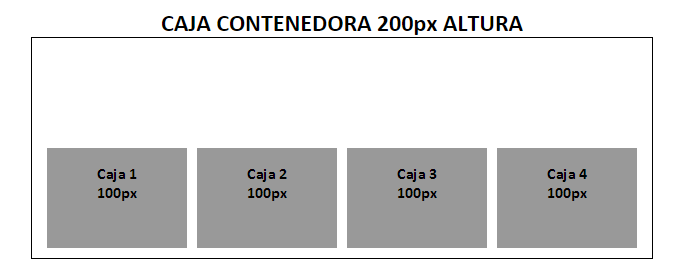 CAJA CONTENEDORA 200px ALTURA
Caja 1
100px
Caja 2
100px
Caja 3
100px
Caja 4
100px